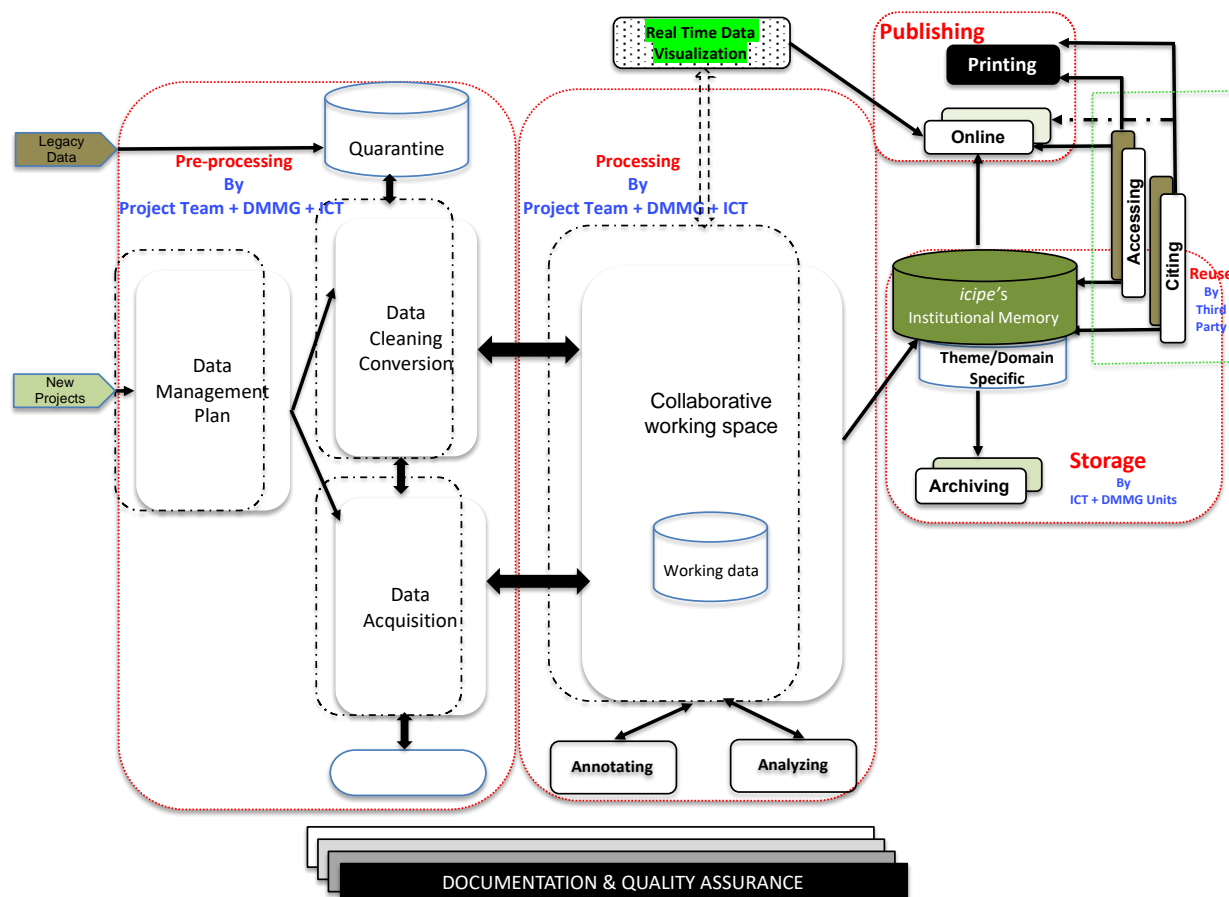 Real Time Data
Visualization
Publishing
Printing
Online
Legacy
Data
Quarantine
Pre-processing
By
Project Team + DMMG + ICT
Processing
By
Project Team + DMMG + ICT
Accessing
Citing
Reuse
By
Third
Party
New
Projects
Data
Management
Plan
Data
Cleaning
Conversion
Collaborative
working space
Working data
icipe's
Institutional Memory
Theme/Domain
Specific
Archiving
Storage
By
ICT + DMMG Units
Data
Acquisition
Annotating
Analyzing
DOCUMENTATION & QUALITY ASSURANCE